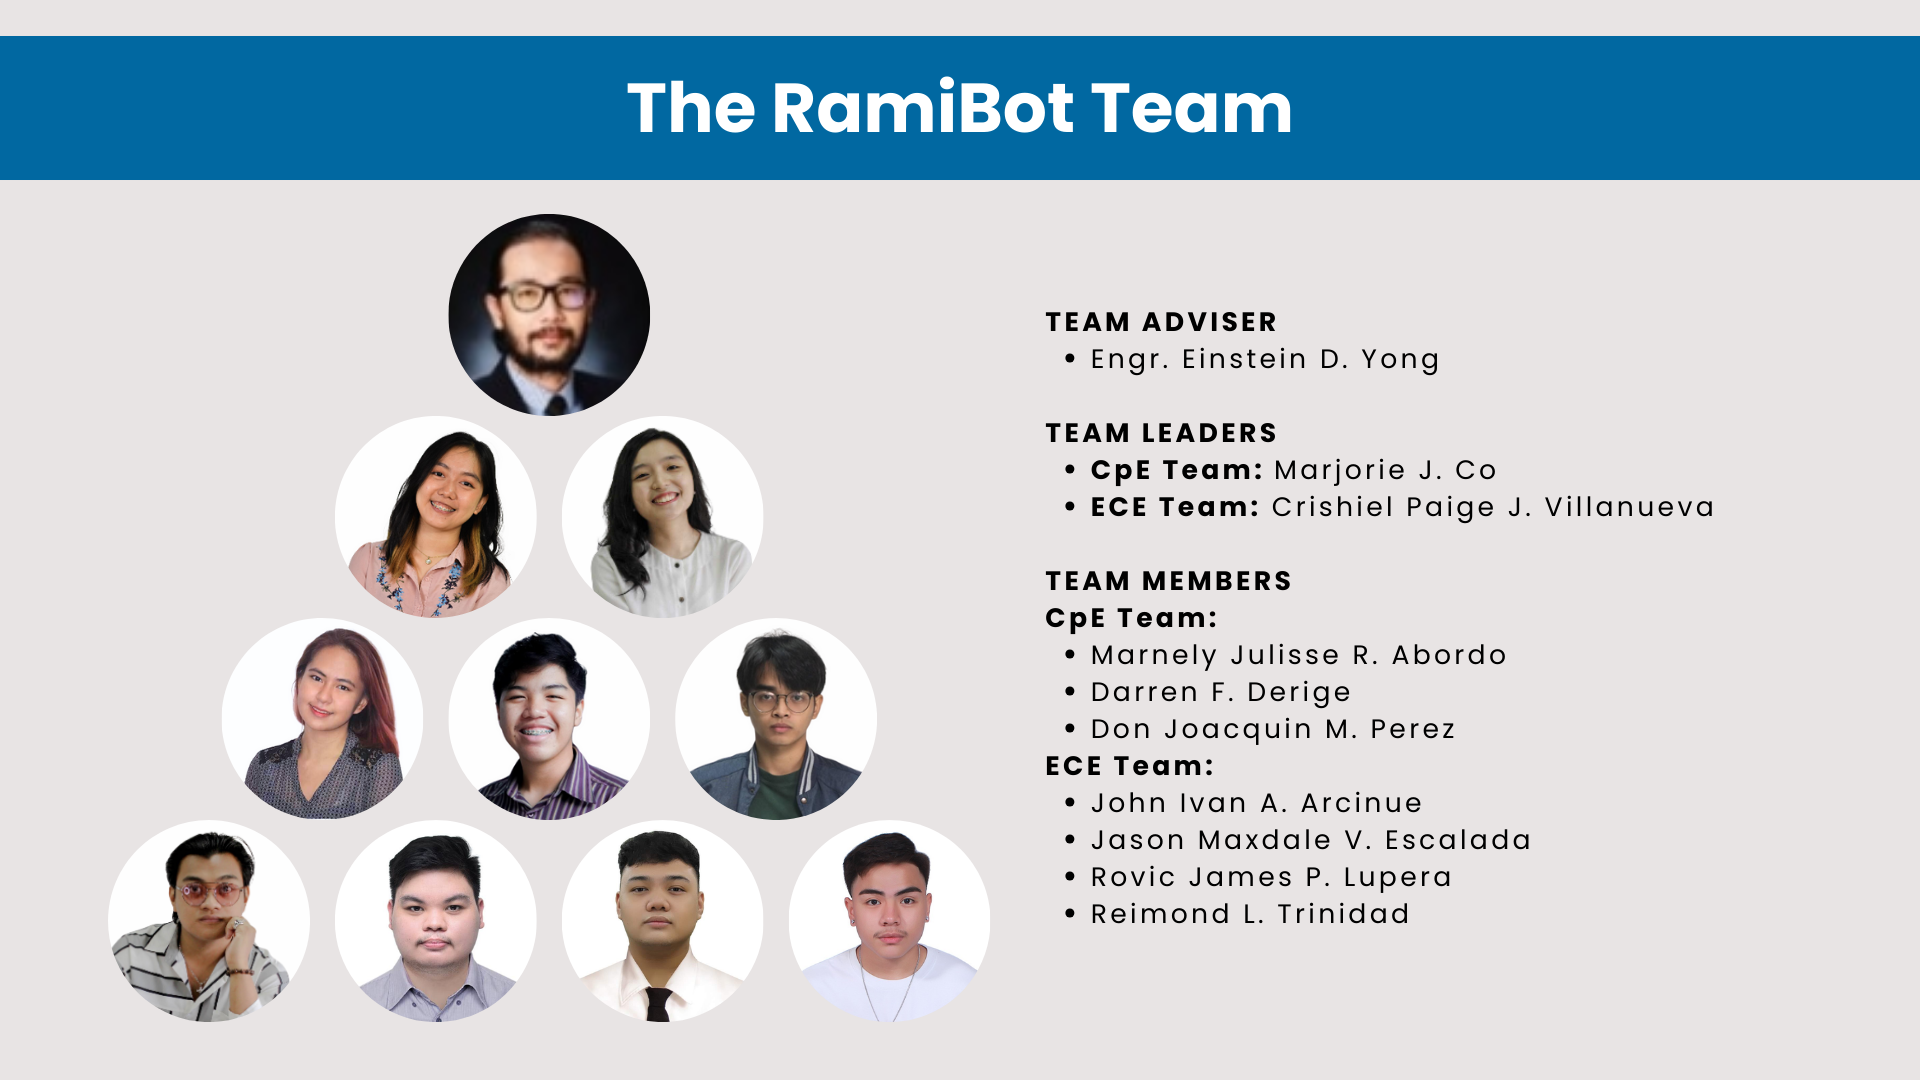 The RamiBot Team
TEAM ADVISER
• Engr. Einstein D. Yong
TEAM LEADERS
• CpE Team: Marjorie J. Co
• ECE Team: Crishiel Paige J. Villanueva
TEAM MEMBERS
CpE Team:
• Marnely Julisse R. Abordo
• Darren F. Derige
• Don Joacquin M. Perez
ECE Team:
• John Ivan A. Arcinue
• Jason Maxdale V. Escalada
• Rovic James P. Lupera
• Reimond L. Trinidad